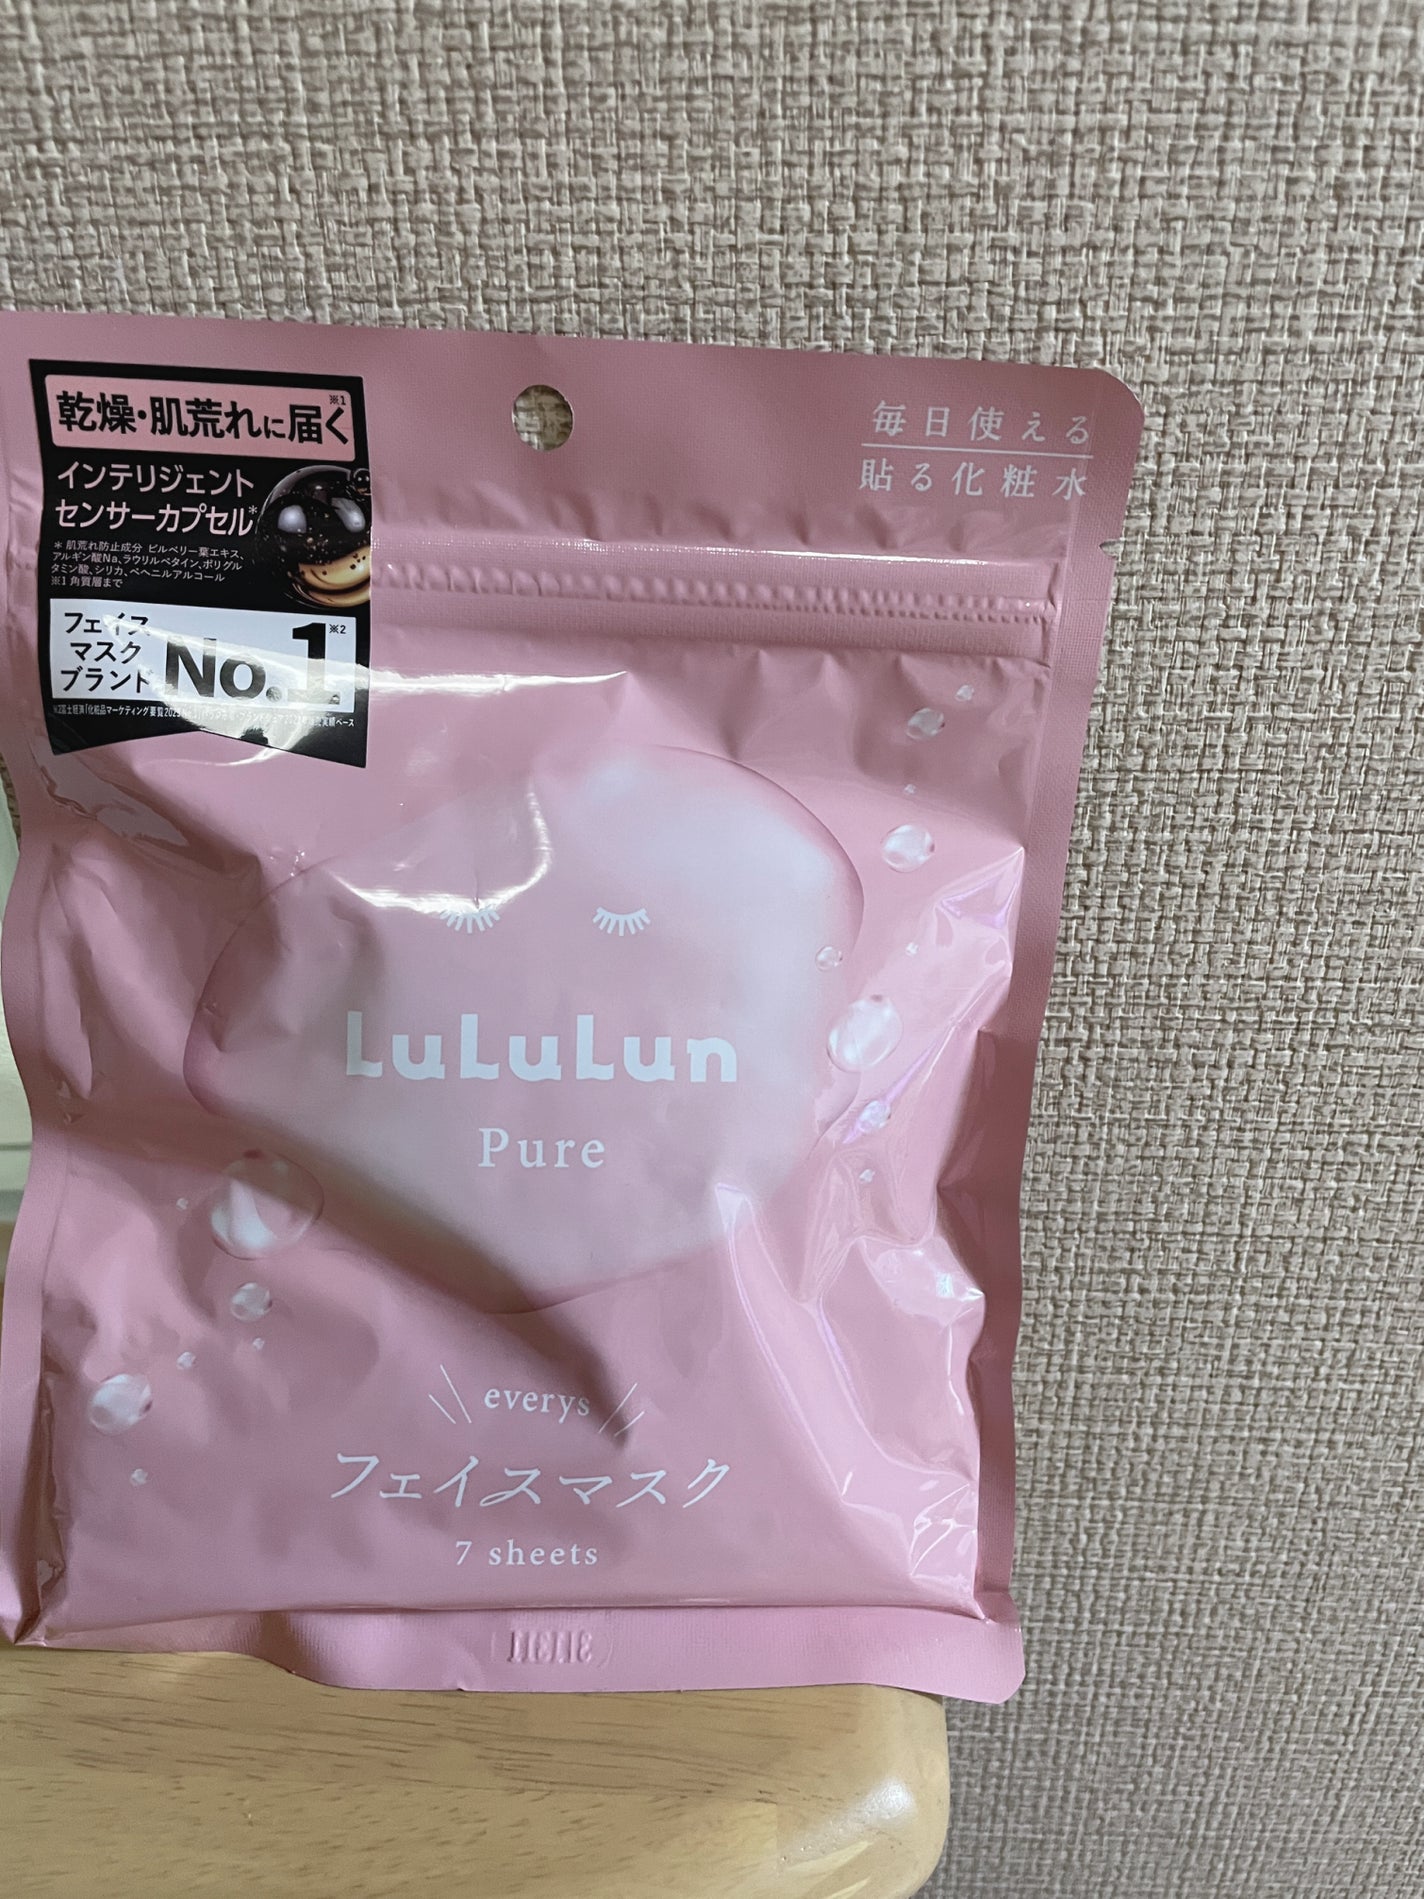 乾燥・肌荒れに届く※1
インテリジェント
センサーカプセル*
* 肌荒れ防止成分 ビルベリー葉エキス、
アルギン酸Na、ラウリルベタイン、ポリグル
タミン酸、シリカ、ベヘニルアルコール
※1 角質層まで
フェイス
マスク
ブランド
No.1※2
毎日使える
貼る化粧水
LuLuLun
Pure
everys
フェイスマスク
7 sheets